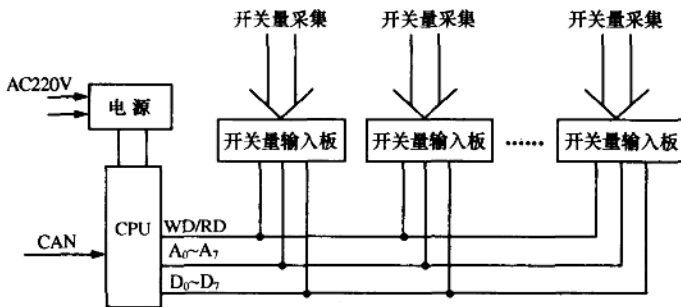 开关量采集 开关量采集 开关量采集
AC220V
电源
开关量输入板 开关量输入板 …… 开关量输入板
CPU
WD/RD
CAN
A₀~A₇
D₀~D₇